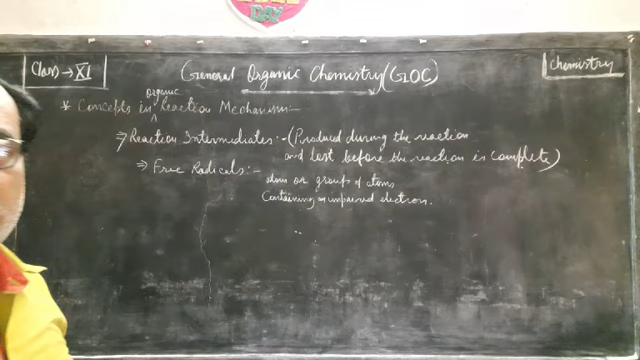 DAY
Class → XI
General Organic Chemistry (GOC)
Chemistry
organic
* Concepts in ^ Reaction Mechanism:-
⇒ Reaction Intermediates:- (Produced during the reaction
and lost before the reaction is complete)
⇒ Free Radicals:-
atom or group of atoms
Containing an unpaired electron.